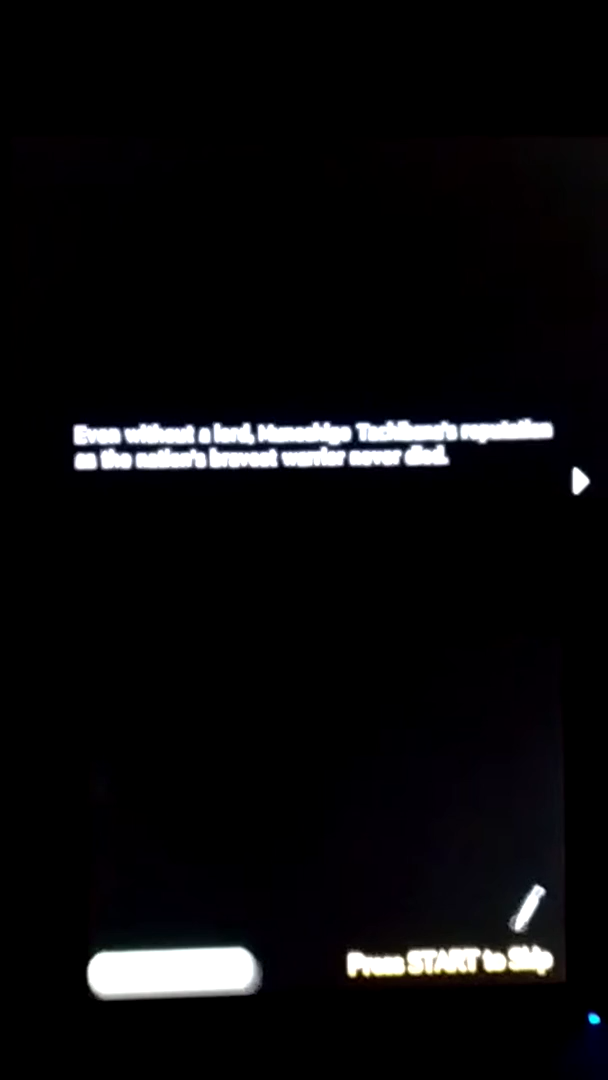 Even without a lord, Muneshige Tachibana's reputation
as the nation's bravest warrior never died.
Press START to Skip